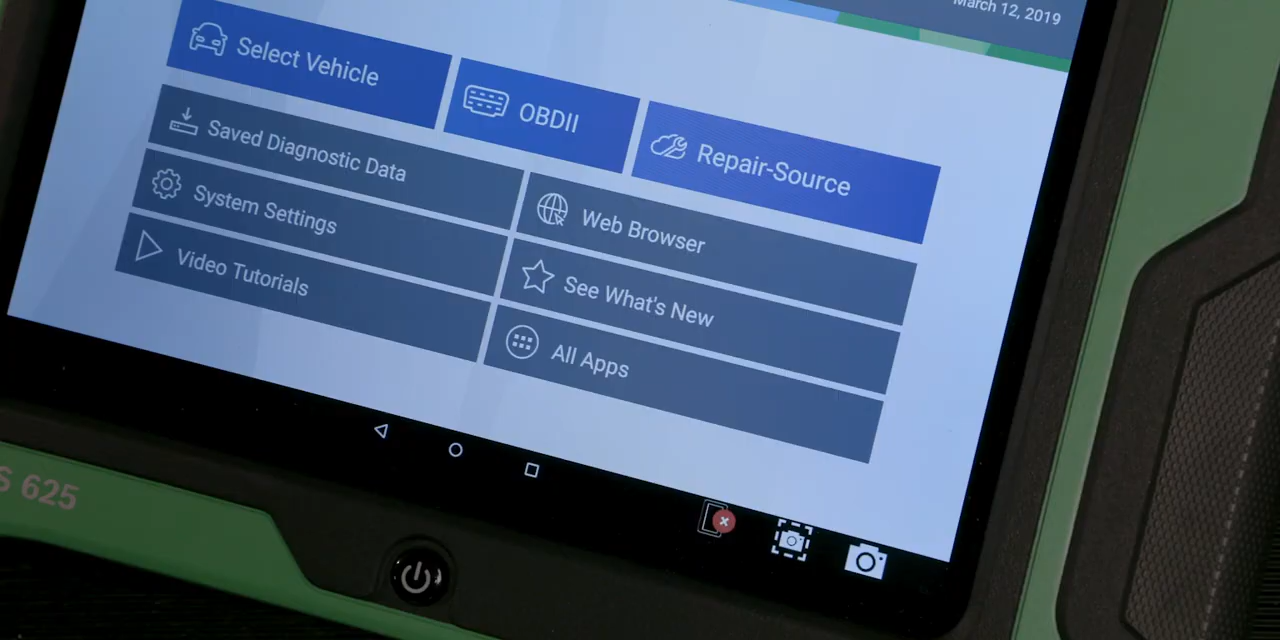 March 12, 2019
Select Vehicle
OBDII
Repair-Source
Saved Diagnostic Data
Web Browser
System Settings
See What's New
Video Tutorials
All Apps
S 625